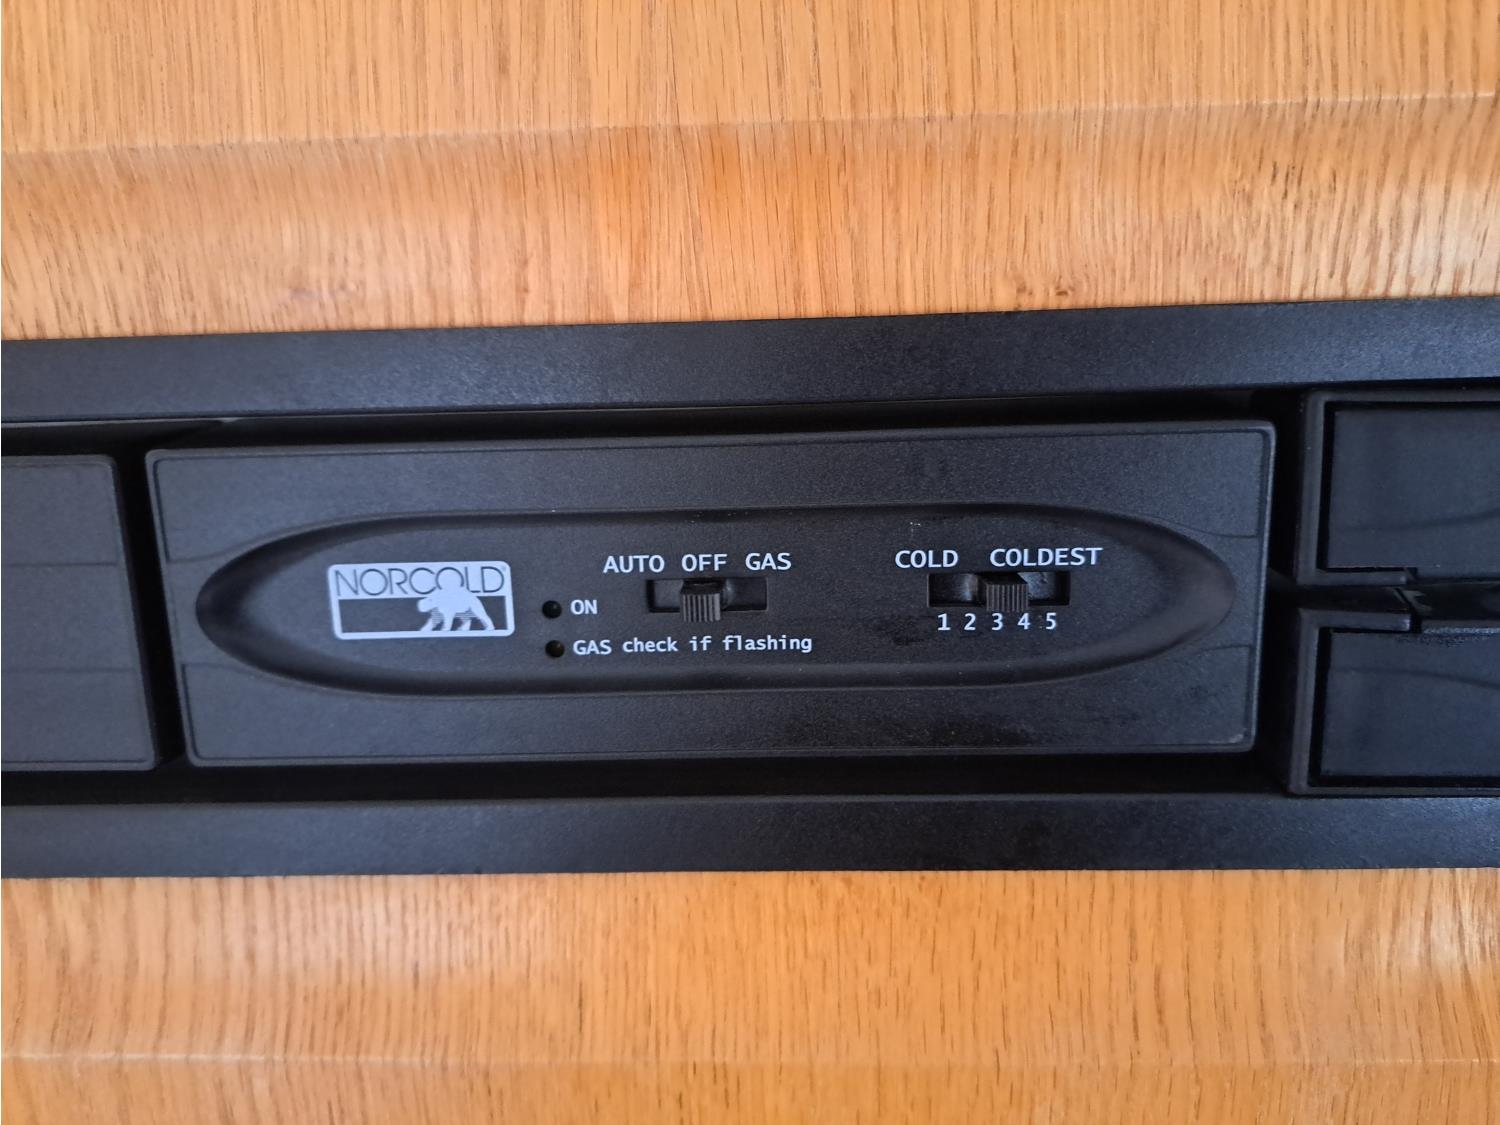 NORCOLD
AUTO OFF GAS
ON
GAS check if flashing
COLD COLDEST
1 2 3 4 5